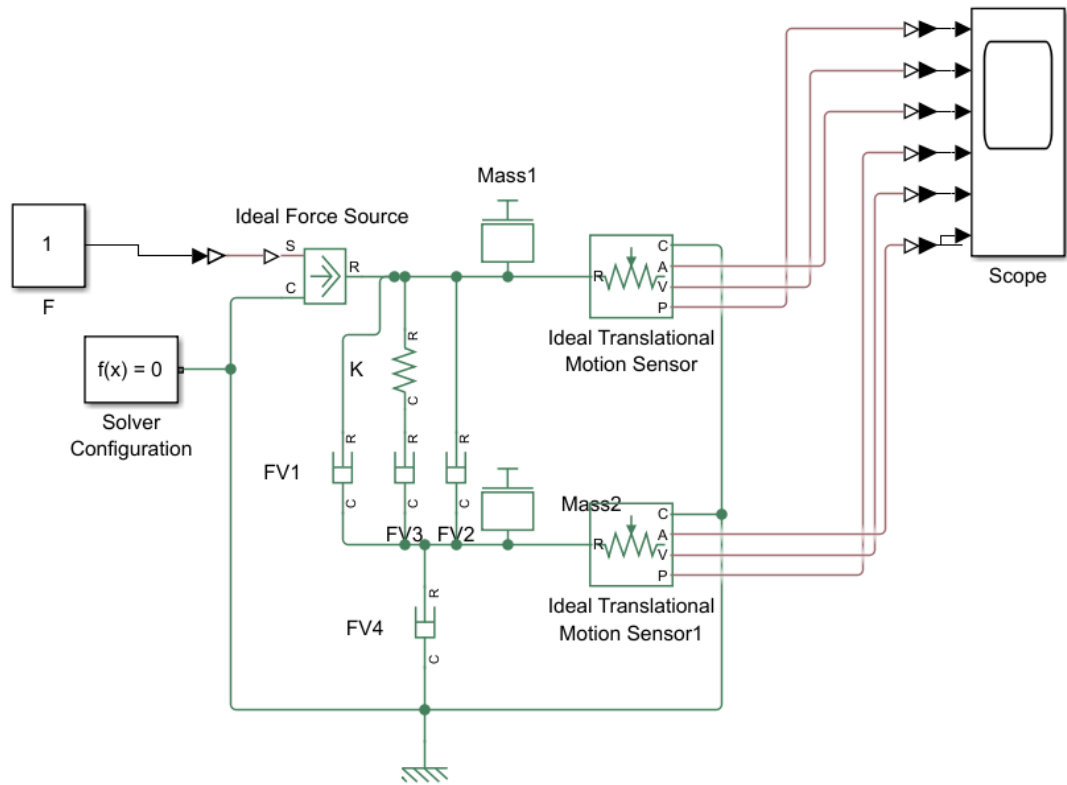 Mass1
Ideal Force Source
1
F
S
R
C
R
C
A
V
P
Scope
Ideal Translational
Motion Sensor
f(x) = 0
Solver
Configuration
K
R
C
R
R
R
FV1
C
C
C
FV3
FV2
Mass2
R
C
A
V
P
Ideal Translational
Motion Sensor1
R
FV4
C